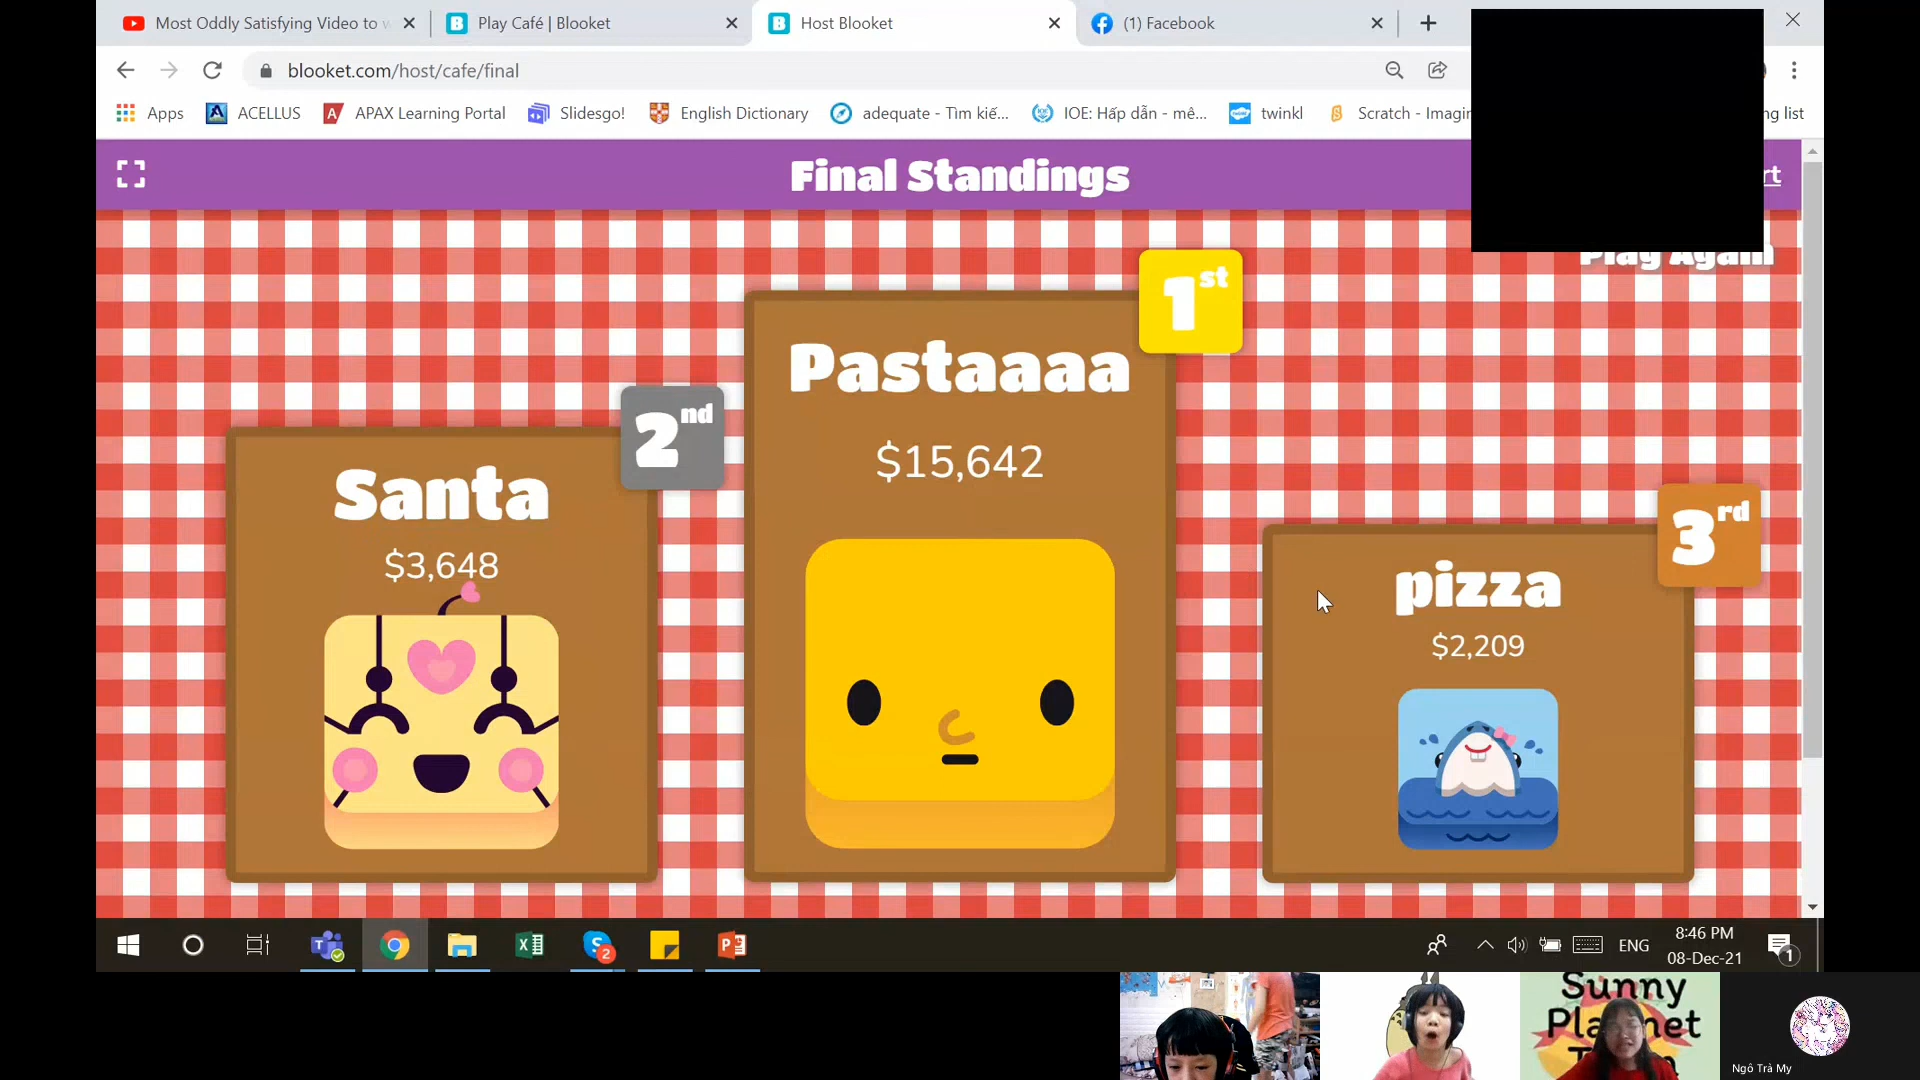 Most Oddly Satisfying Video to w
Play Café | Blooket
Host Blooket
(1) Facebook
blooket.com/host/cafe/final
Apps
ACELLUS
APAX Learning Portal
Slidesgo!
English Dictionary
adequate - Tìm kiế...
IOE: Hấp dẫn - mê...
twinkl
Scratch - Imagin
ng list
Final Standings
rt
Play Again
1st
Pastaaaa
$15,642
2nd
Santa
$3,648
3rd
pizza
$2,209
ENG
8:46 PM
08-Dec-21
1
2
Sunny
Planet
Ngô Trà My